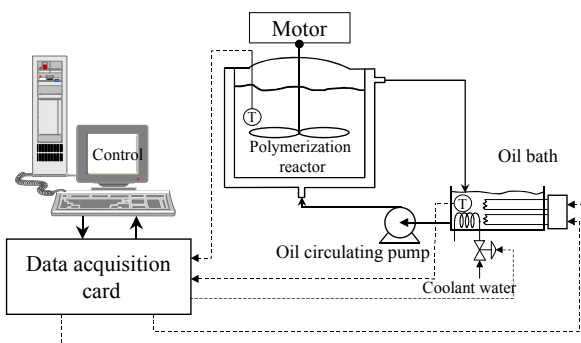 Motor
Control
T
Polymerization
reactor
Oil bath
T
Oil circulating pump
Coolant water
Data acquisition
card